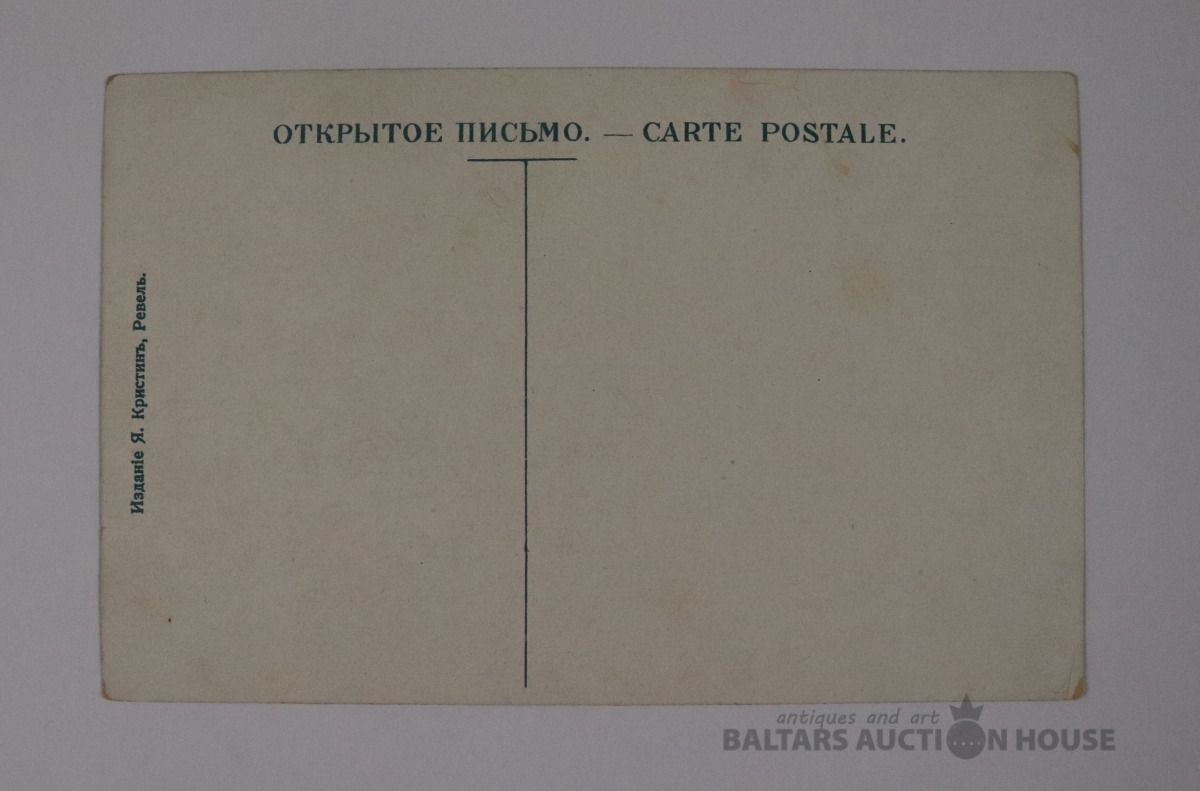 ОТКРЫТОЕ ПИСЬМО. — CARTE POSTALE.
Изданіе Я. Кристинъ, Ревель.
antiques and art
BALTARS AUCTION HOUSE